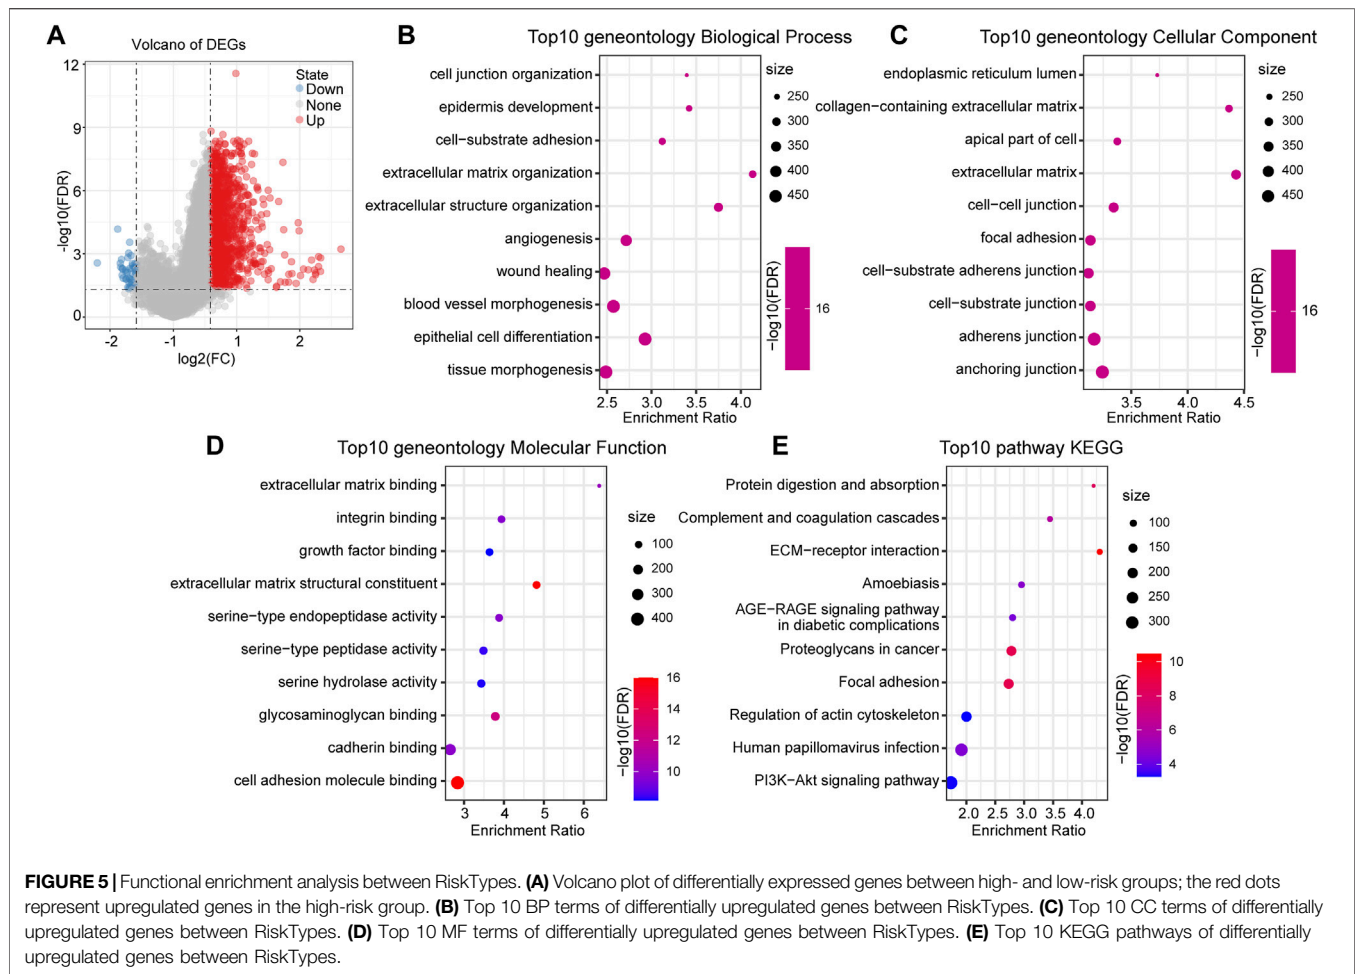 A
Volcano of DEGs
12
9
6
3
0
-log10(FDR)
-2
-1
1
2
log2(FC)
State
Down
None
Up
B
Top10 geneontology Biological Process
cell junction organization
epidermis development
cell−substrate adhesion
extracellular matrix organization
extracellular structure organization
angiogenesis
wound healing
blood vessel morphogenesis
epithelial cell differentiation
tissue morphogenesis
2.5 3.0 3.5 4.0
Enrichment Ratio
size
250
300
350
400
450
−log10(FDR)
16
C
Top10 geneontology Cellular Component
endoplasmic reticulum lumen
collagen−containing extracellular matrix
apical part of cell
extracellular matrix
cell−cell junction
focal adhesion
cell−substrate adherens junction
cell−substrate junction
adherens junction
anchoring junction
3.5 4.0 4.5
Enrichment Ratio
size
250
300
350
400
450
−log10(FDR)
16
D
Top10 geneontology Molecular Function
extracellular matrix binding
integrin binding
growth factor binding
extracellular matrix structural constituent
serine−type endopeptidase activity
serine−type peptidase activity
serine hydrolase activity
glycosaminoglycan binding
cadherin binding
cell adhesion molecule binding
3 4 5 6
Enrichment Ratio
size
100
200
300
400
−log10(FDR)
16
14
12
10
E
Top10 pathway KEGG
Protein digestion and absorption
Complement and coagulation cascades
ECM−receptor interaction
Amoebiasis
AGE−RAGE signaling pathway
in diabetic complications
Proteoglycans in cancer
Focal adhesion
Regulation of actin cytoskeleton
Human papillomavirus infection
PI3K−Akt signaling pathway
2.0 2.5 3.0 3.5 4.0
Enrichment Ratio
size
100
150
200
250
300
−log10(FDR)
10
8
6
4
FIGURE 5 | Functional enrichment analysis between RiskTypes. (A) Volcano plot of differentially expressed genes between high- and low-risk groups; the red dots
represent upregulated genes in the high-risk group. (B) Top 10 BP terms of differentially upregulated genes between RiskTypes. (C) Top 10 CC terms of differentially
upregulated genes between RiskTypes. (D) Top 10 MF terms of differentially upregulated genes between RiskTypes. (E) Top 10 KEGG pathways of differentially
upregulated genes between RiskTypes.